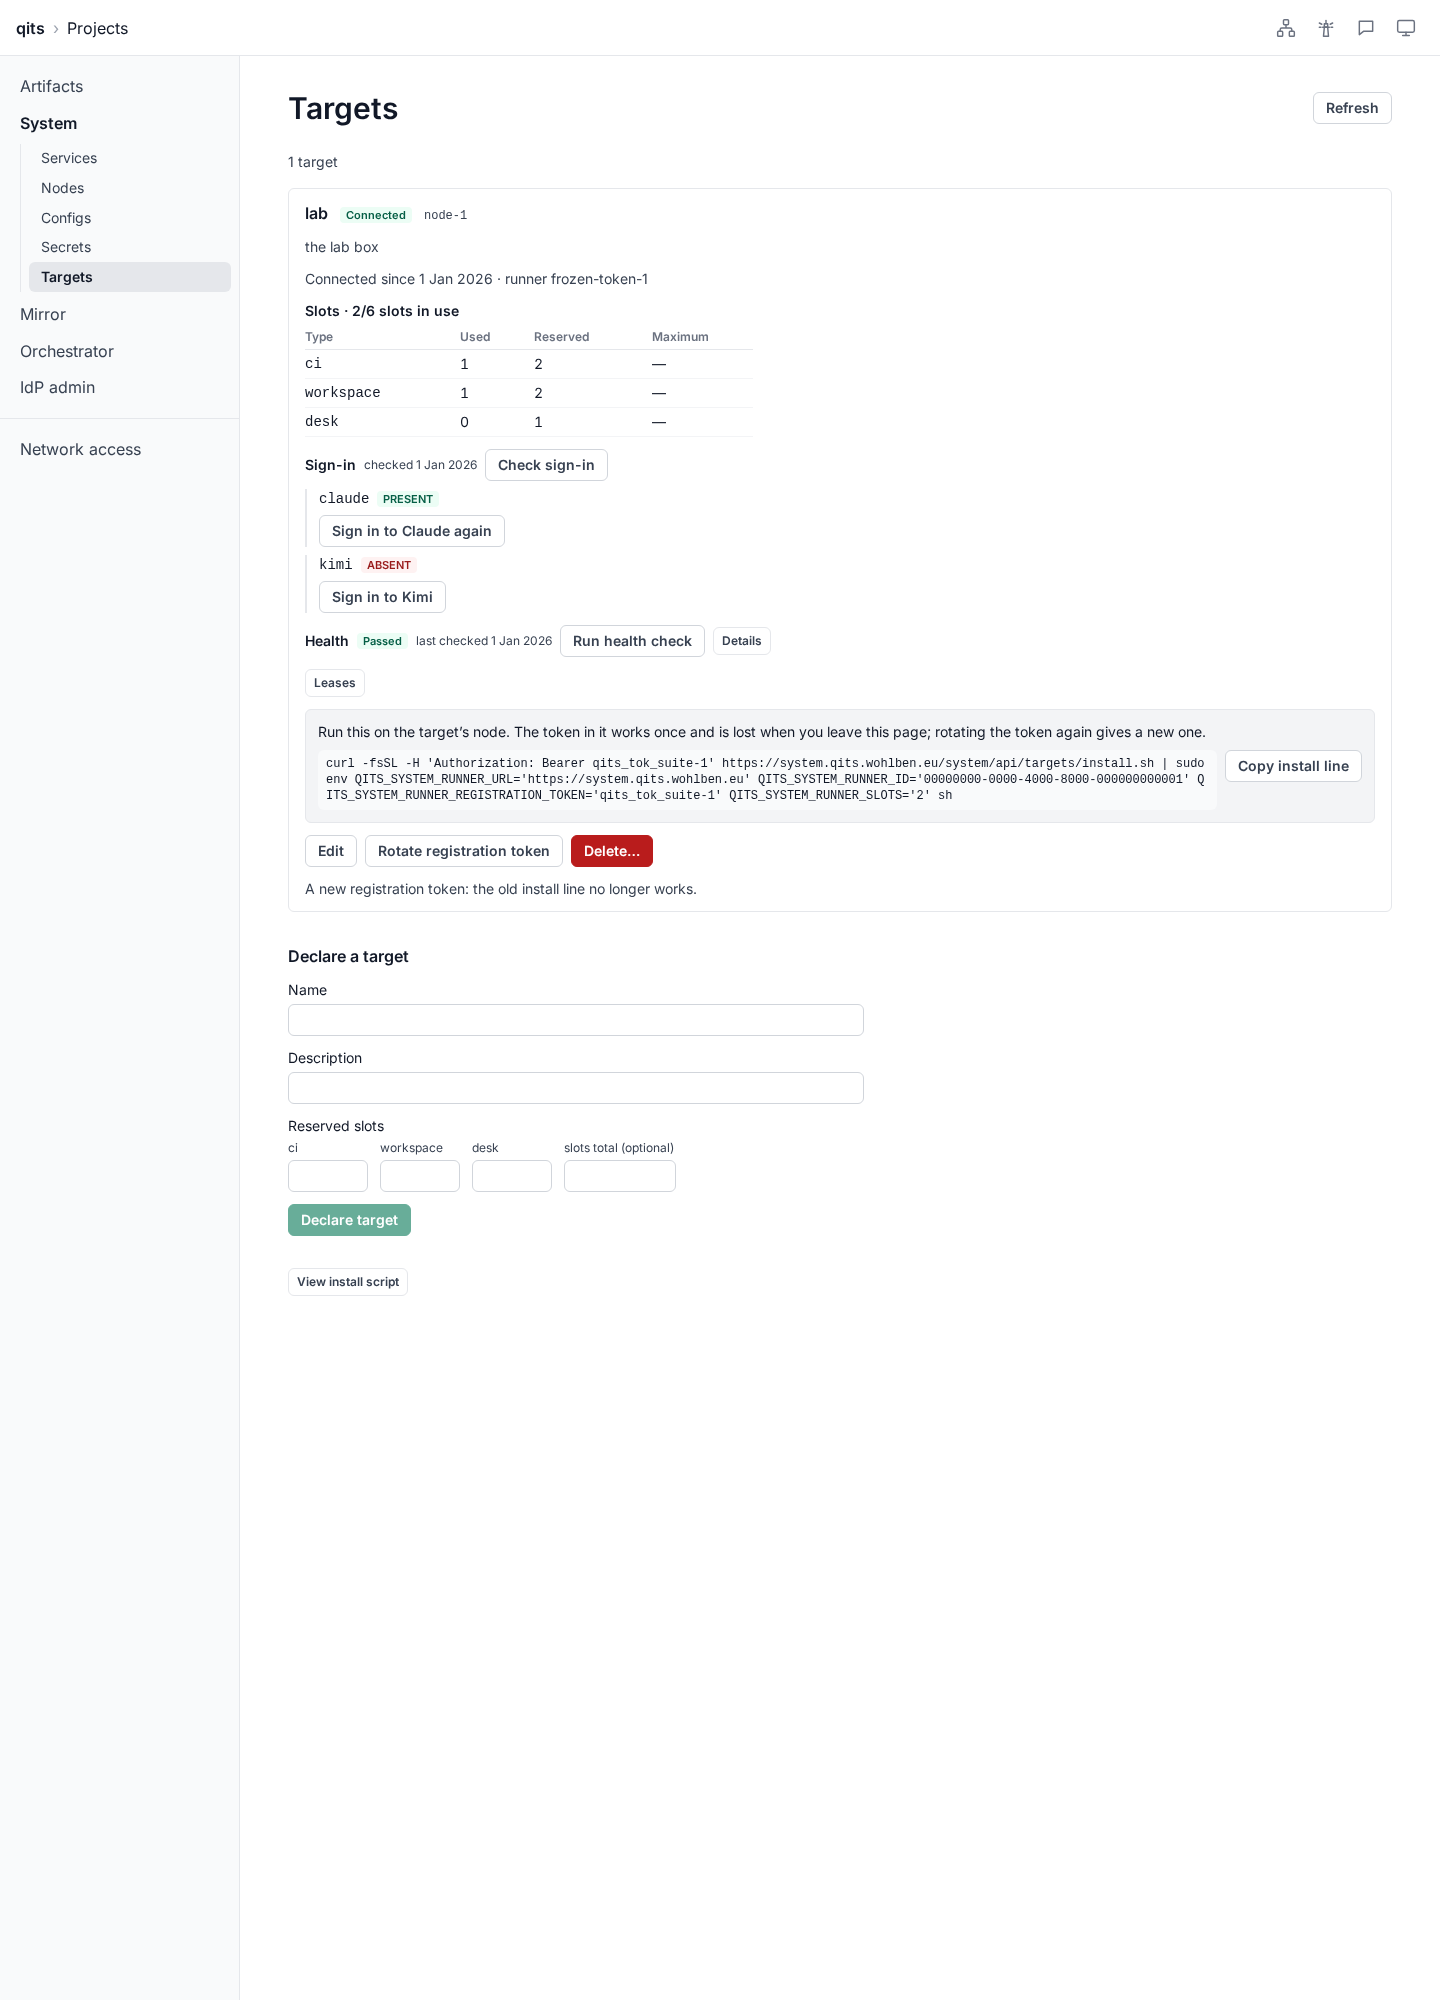 qits › Projects
Artifacts
System
Services
Nodes
Configs
Secrets
Targets
Mirror
Orchestrator
IdP admin
Network access
Targets
Refresh
1 target
lab Connected node-1
the lab box
Connected since 1 Jan 2026 · runner frozen-token-1
Slots · 2/6 slots in use
Type Used Reserved Maximum
ci 1 2 —
workspace 1 2 —
desk 0 1 —
Sign-in checked 1 Jan 2026 Check sign-in
claude PRESENT
Sign in to Claude again
kimi ABSENT
Sign in to Kimi
Health Passed last checked 1 Jan 2026 Run health check Details
Leases
Run this on the target’s node. The token in it works once and is lost when you leave this page; rotating the token again gives a new one.
curl -fsSL -H 'Authorization: Bearer qits_tok_suite-1' https://system.qits.wohlben.eu/system/api/targets/install.sh | sudo
env QITS_SYSTEM_RUNNER_URL='https://system.qits.wohlben.eu' QITS_SYSTEM_RUNNER_ID='00000000-0000-4000-8000-000000000001' Q
ITS_SYSTEM_RUNNER_REGISTRATION_TOKEN='qits_tok_suite-1' QITS_SYSTEM_RUNNER_SLOTS='2' sh
Copy install line
Edit Rotate registration token Delete…
A new registration token: the old install line no longer works.
Declare a target
Name
Description
Reserved slots
ci workspace desk slots total (optional)
Declare target
View install script